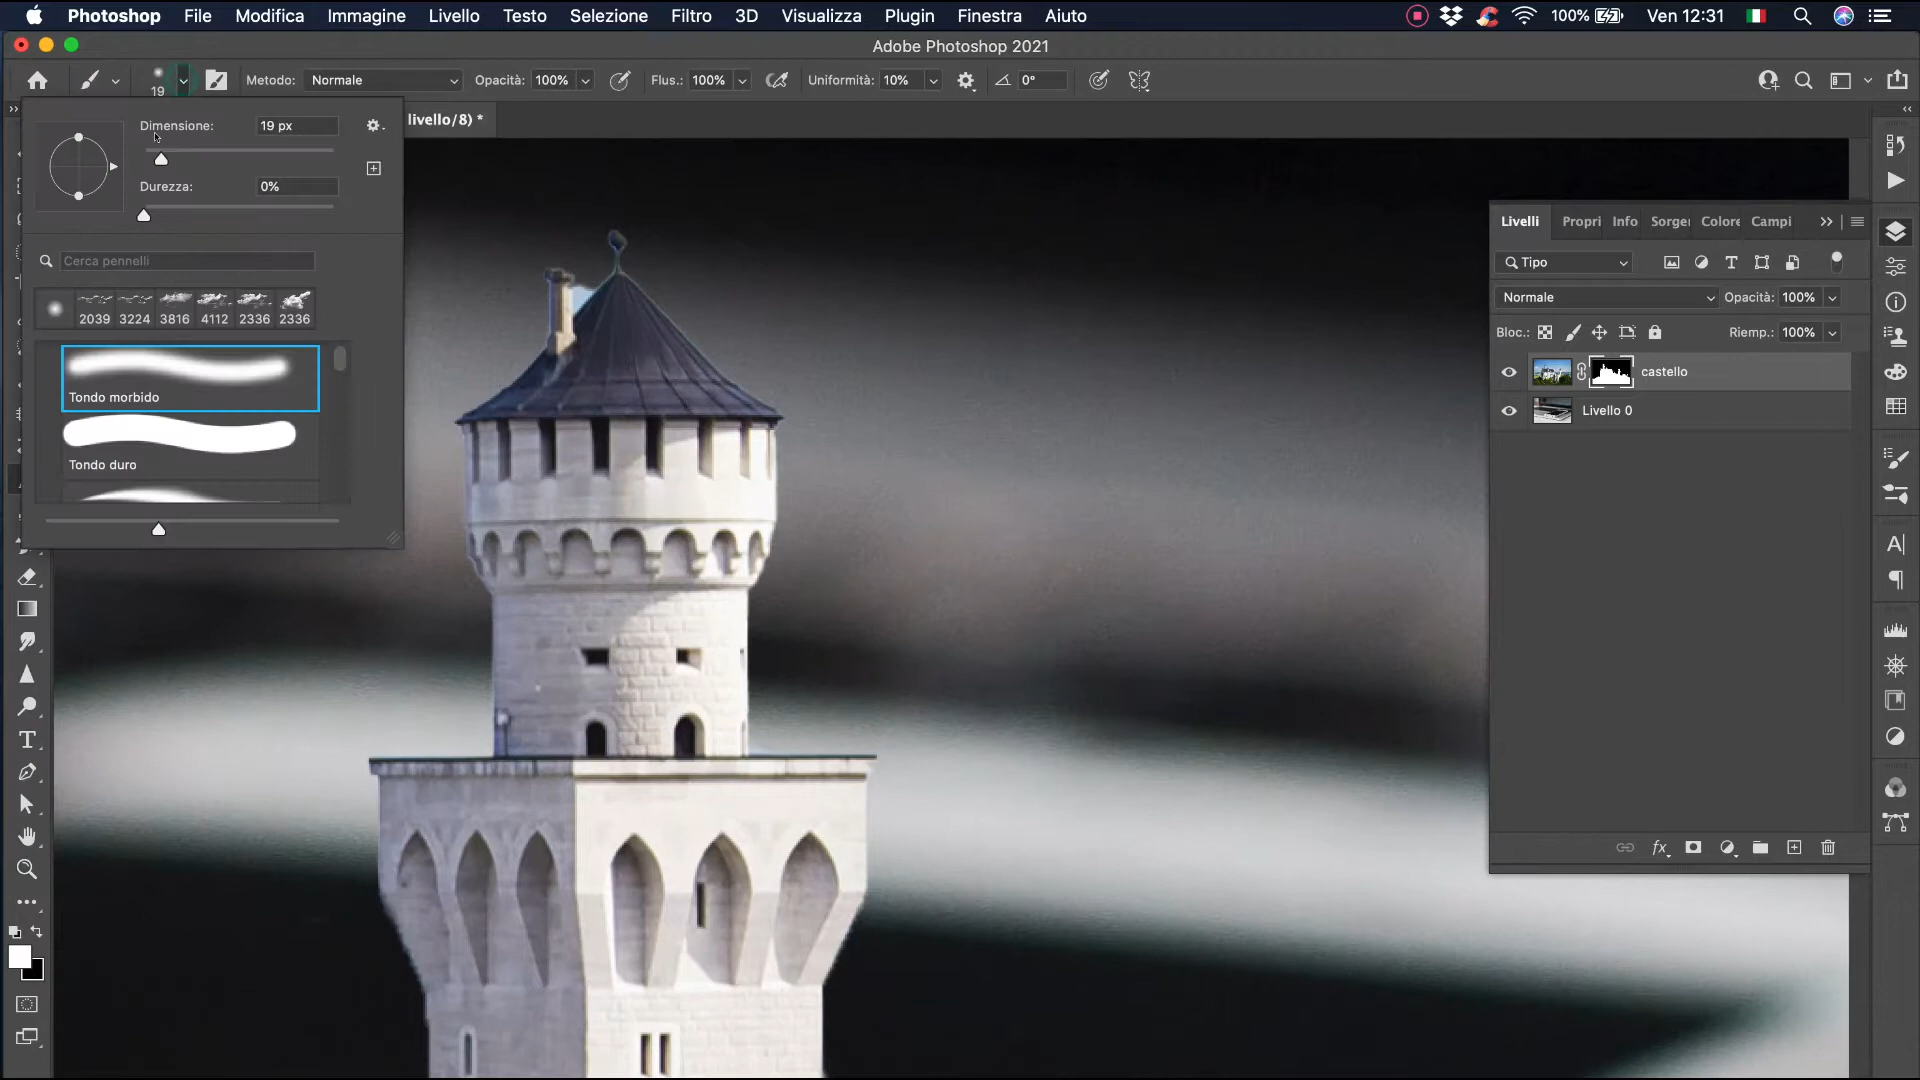 Photoshop File Modifica Immagine Livello Testo Selezione Filtro 3D Visualizza Plugin Finestra Aiuto 100% Ven 12:31
Adobe Photoshop 2021
19 Metodo: Normale Opacità: 100% Flus.: 100% Uniformità: 10% 0°
livello/8) *
Dimensione: 19 px
Durezza: 0%
Cerca pennelli
2039 3224 3816 4112 2336 2336
Tondo morbido
Tondo duro
Livelli Propri Info Sorger Colore Campi
Tipo
Normale Opacità: 100%
Bloc.: Riemp.: 100%
castello
Livello 0
fx